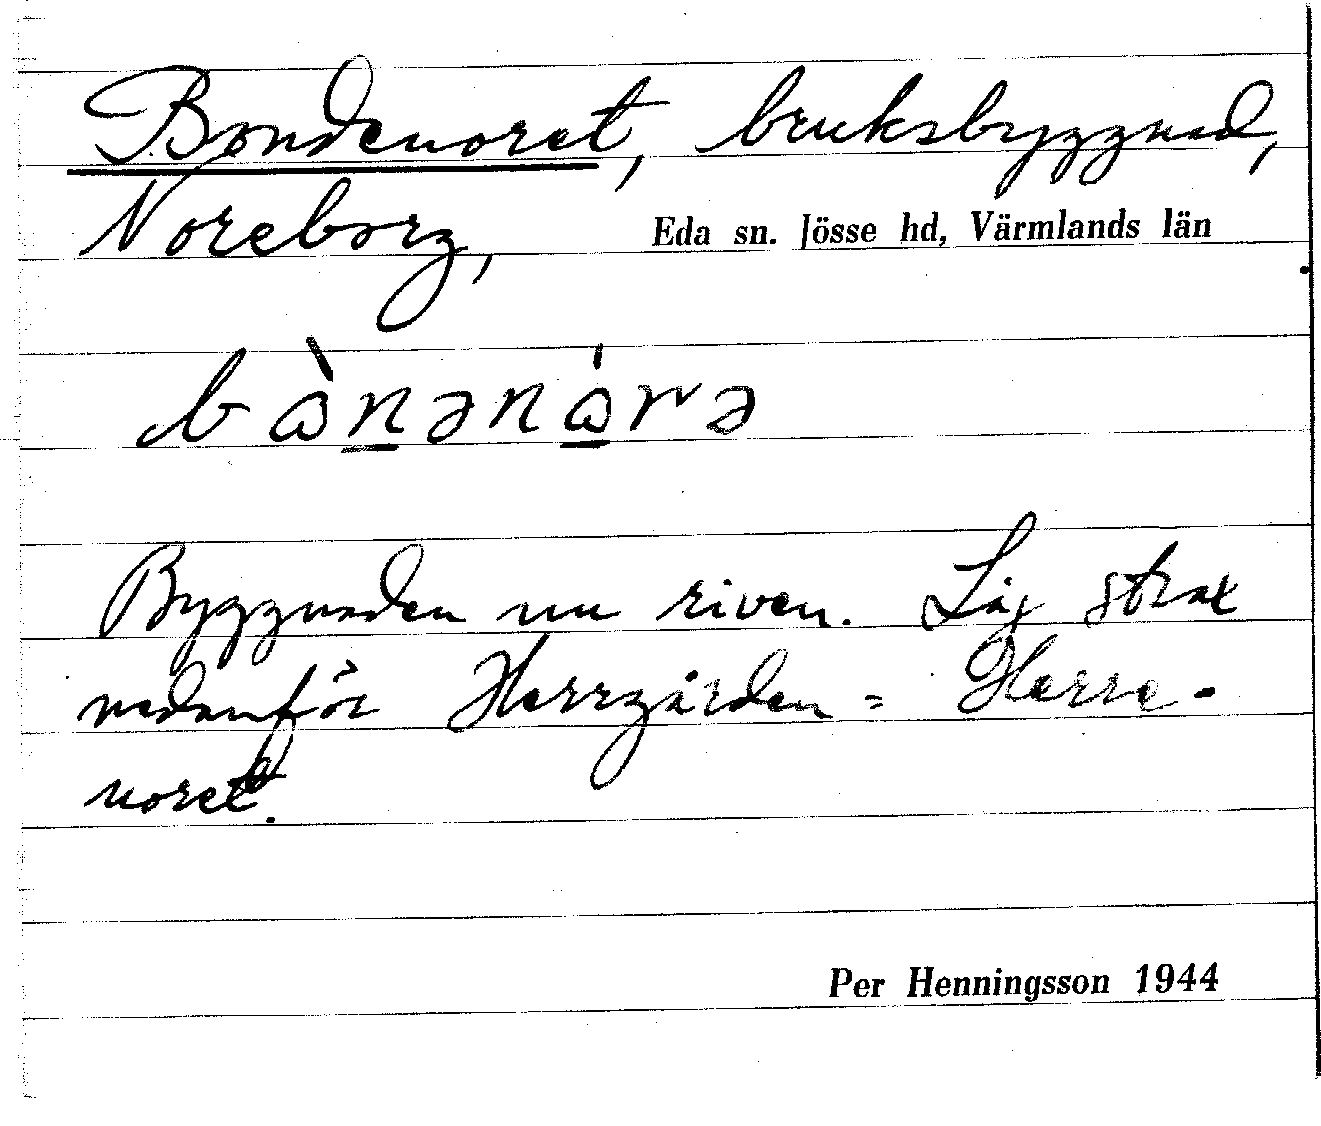 Bondenoret, bruksbyggnad,
Noreborg,
Eda sn. Jösse hd, Värmlands län
bὼnənώrə
Byggnaden nu riven. Låg strax
nedanför Herrgården = Herre-
noret.
Per Henningsson 1944